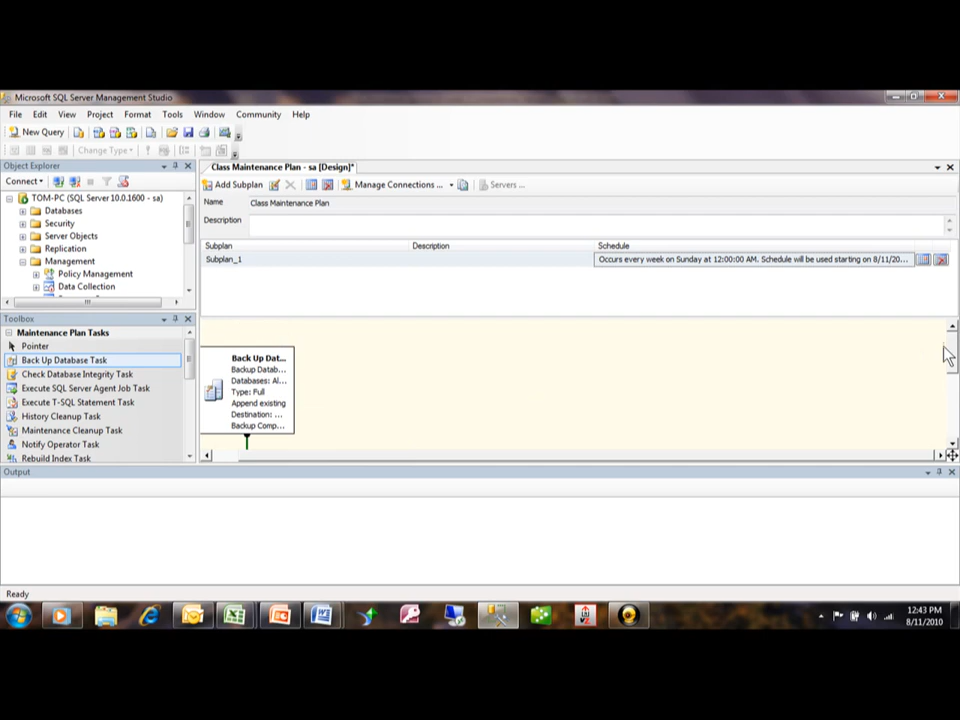 Microsoft SQL Server Management Studio
File Edit View Project Format Tools Window Community Help
New Query
Change Type
Object Explorer
Class Maintenance Plan - sa [Design]*
Connect
Add Subplan
Manage Connections ...
Servers ...
TOM-PC (SQL Server 10.0.1600 - sa)
Databases
Security
Server Objects
Replication
Management
Policy Management
Data Collection
Name Class Maintenance Plan
Description
Subplan Description Schedule
Subplan_1 Occurs every week on Sunday at 12:00:00 AM. Schedule will be used starting on 8/11/20...
Toolbox
Maintenance Plan Tasks
Pointer
Back Up Database Task
Check Database Integrity Task
Execute SQL Server Agent Job Task
Execute T-SQL Statement Task
History Cleanup Task
Maintenance Cleanup Task
Notify Operator Task
Rebuild Index Task
Back Up Dat...
Backup Datab...
Databases: Al...
Type: Full
Append existing
Destination: ...
Backup Comp...
Output
Ready
12:43 PM
8/11/2010